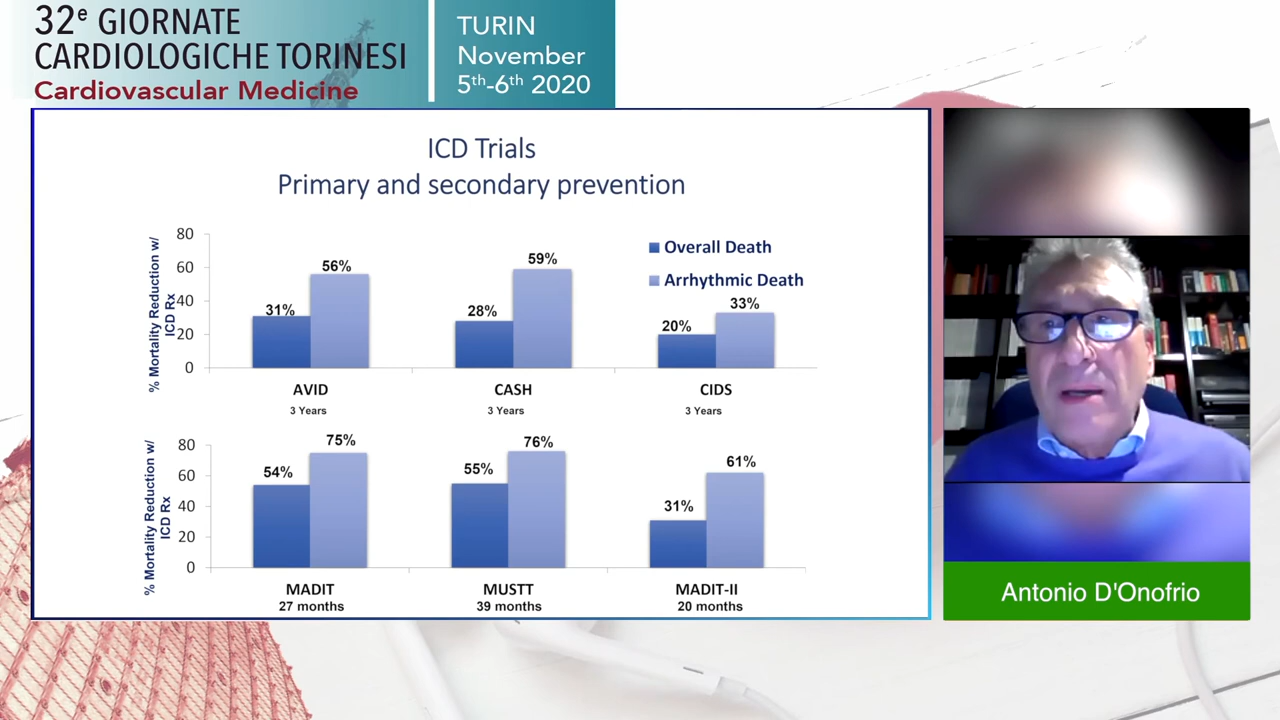 32e GIORNATE
CARDIOLOGICHE TORINESI
Cardiovascular Medicine
TURIN
November
5th-6th 2020
ICD Trials
Primary and secondary prevention
% Mortality Reduction w/
ICD Rx
80
60
40
20
0
Overall Death
Arrhythmic Death
31%
56%
28%
59%
20%
33%
AVID
CASH
CIDS
3 Years
3 Years
3 Years
% Mortality Reduction w/
ICD Rx
80
60
40
20
0
54%
75%
55%
76%
31%
61%
MADIT
MUSTT
MADIT-II
27 months
39 months
20 months
Antonio D'Onofrio